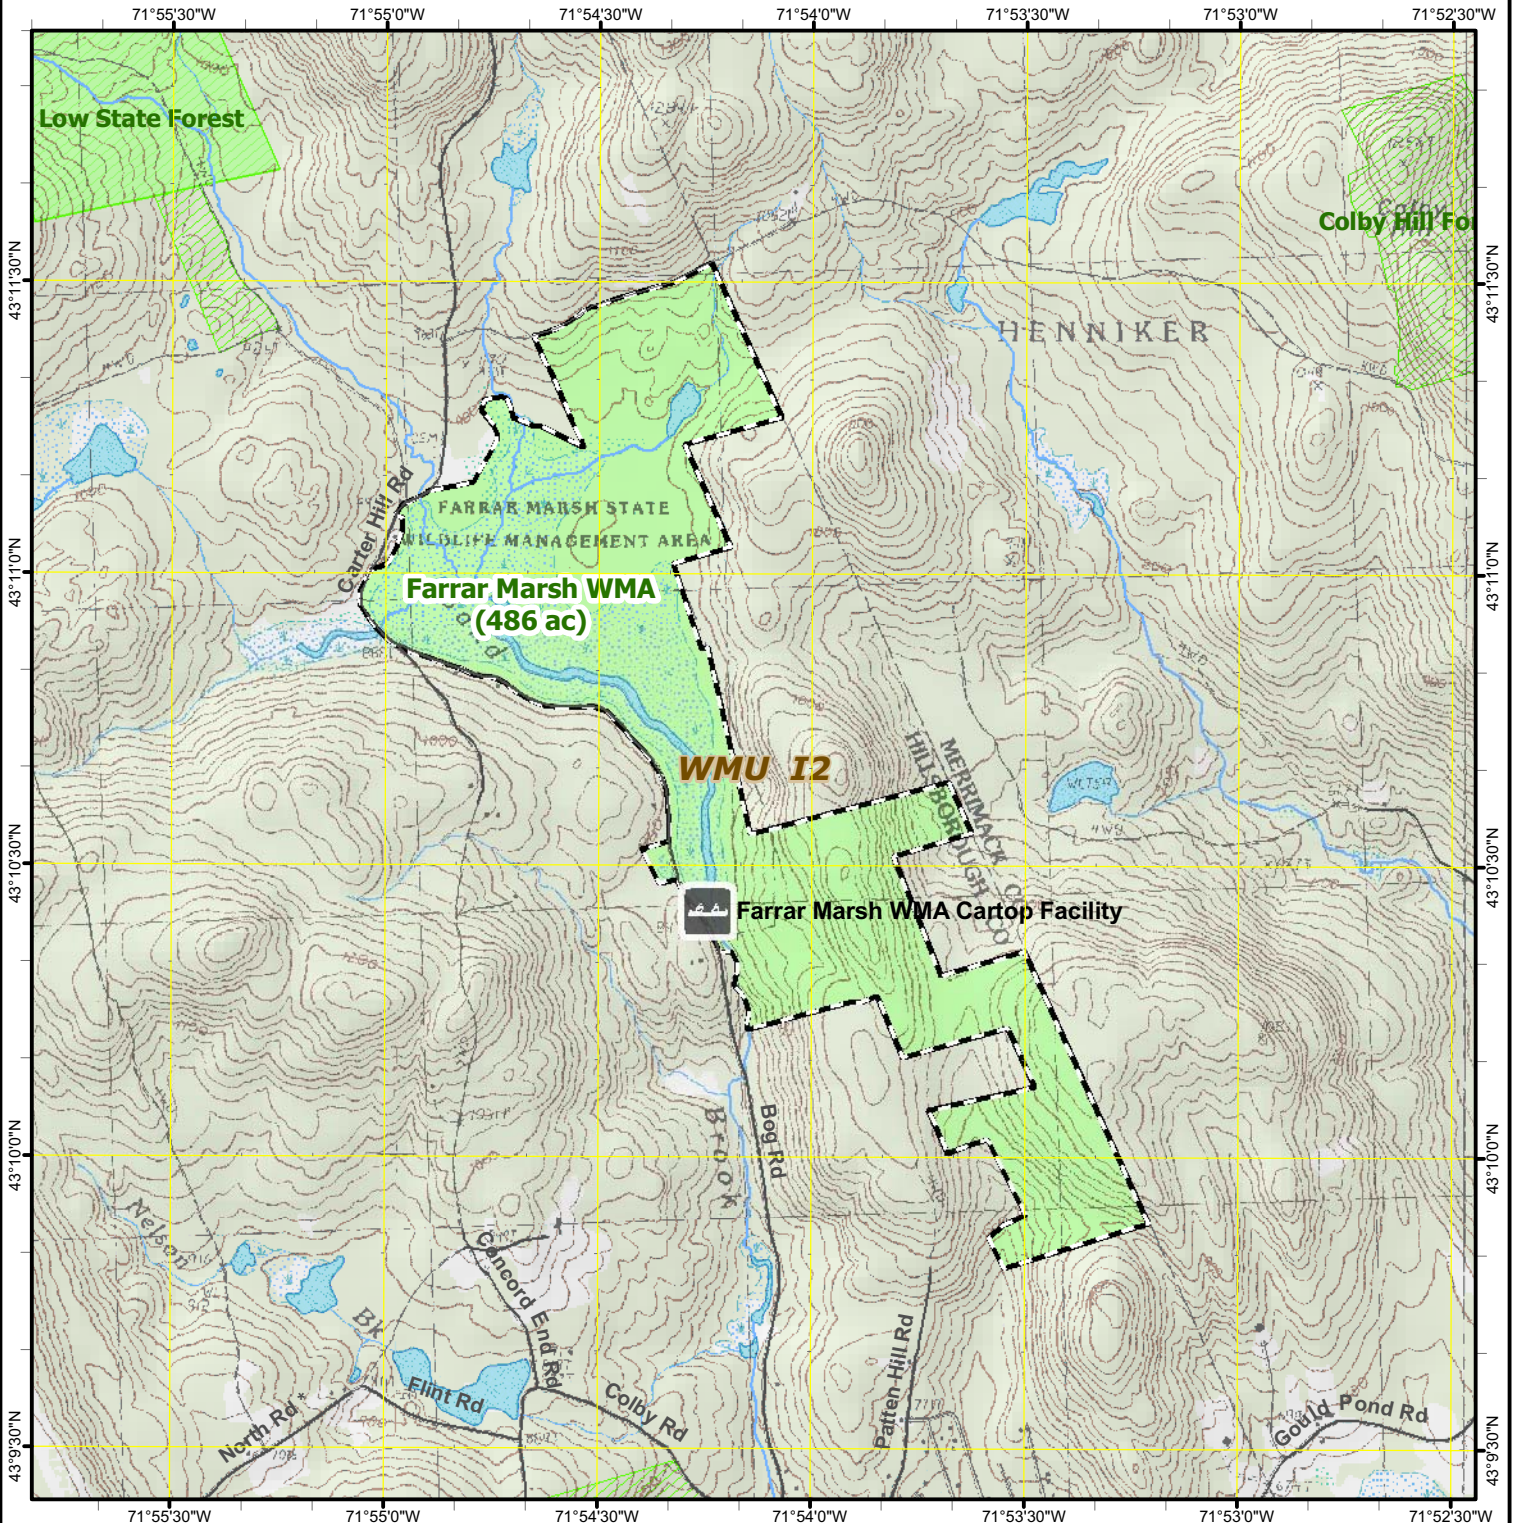 71°55'30"W
71°55'0"W
71°54'30"W
71°54'0"W
71°53'30"W
71°53'0"W
71°52'30"W
Low State Forest
Colby Hill For
43°11'30"N
43°11'30"N
HENNIKER
Carter Hill Rd
FARRAR MARSH STATE
WILDLIFE MANAGEMENT AREA
43°11'0"N
43°11'0"N
Farrar Marsh WMA
(486 ac)
WMU I2
MERRIMACK CO
HILLSBOROUGH CO
43°10'30"N
43°10'30"N
Farrar Marsh WMA Cartop Facility
Brook
Bog Rd
43°10'0"N
43°10'0"N
Nelson
Bk
Concord End Rd
Flint Rd
North Rd
Colby Rd
Patten Hill Rd
Gould Pond Rd
43°9'30"N
43°9'30"N
71°55'30"W
71°55'0"W
71°54'30"W
71°54'0"W
71°53'30"W
71°53'0"W
71°52'30"W